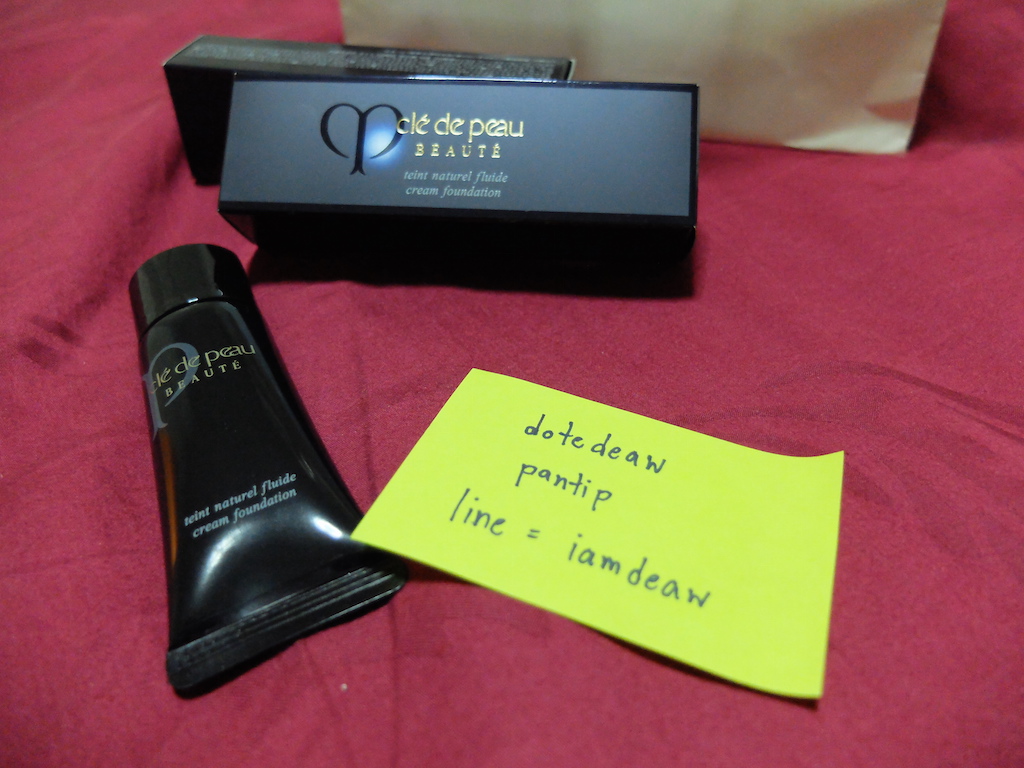 clé de peau
BEAUTÉ
teint naturel fluide
cream foundation
clé de peau
BEAUTÉ
teint naturel fluide
cream foundation
dotedeaw
pantip
line = iamdeaw